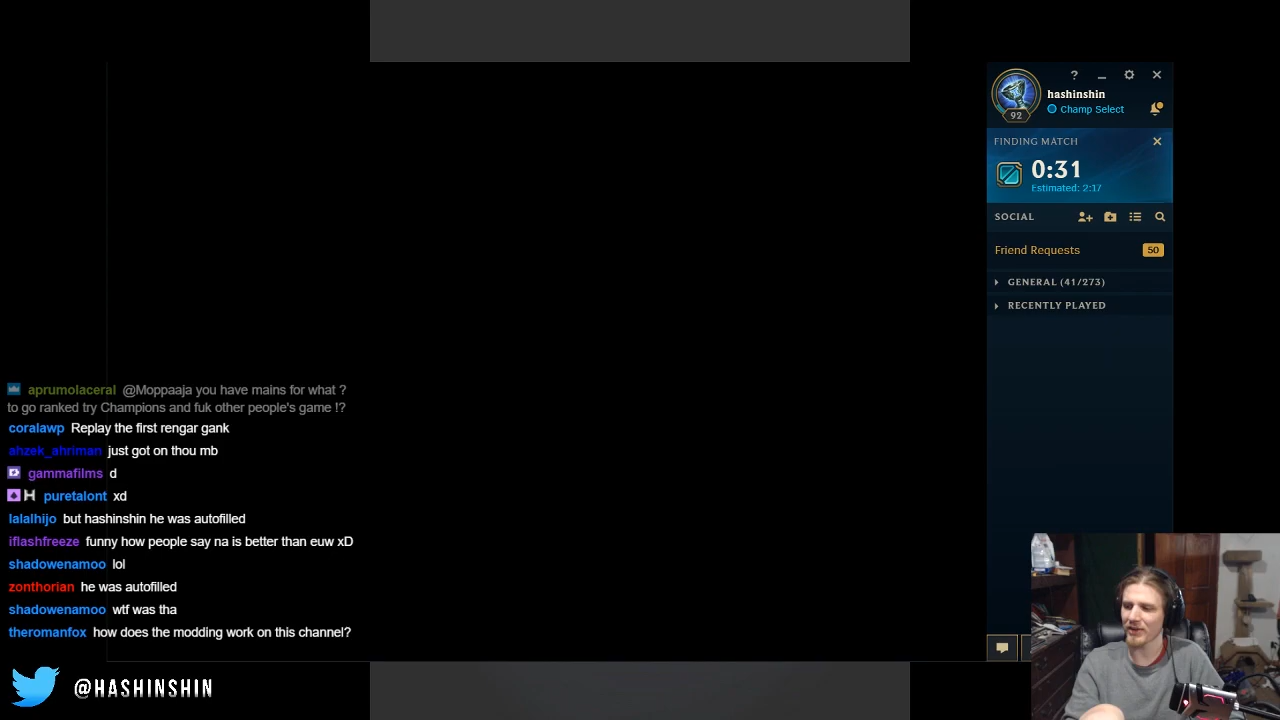 ?
hashinshin
Champ Select
92
FINDING MATCH
0:31
Estimated: 2:17
SOCIAL
Friend Requests 50
GENERAL (41/273)
RECENTLY PLAYED
aprumolaceral @Moppaaja you have mains for what ?
to go ranked try Champions and fuk other people's game !?
coralawp Replay the first rengar gank
ahzek_ahriman just got on thou mb
gammafilms d
H puretalont xd
lalalhijo but hashinshin he was autofilled
iflashfreeze funny how people say na is better than euw xD
shadowenamoo lol
zonthorian he was autofilled
shadowenamoo wtf was tha
theromanfox how does the modding work on this channel?
@HASHINSHIN